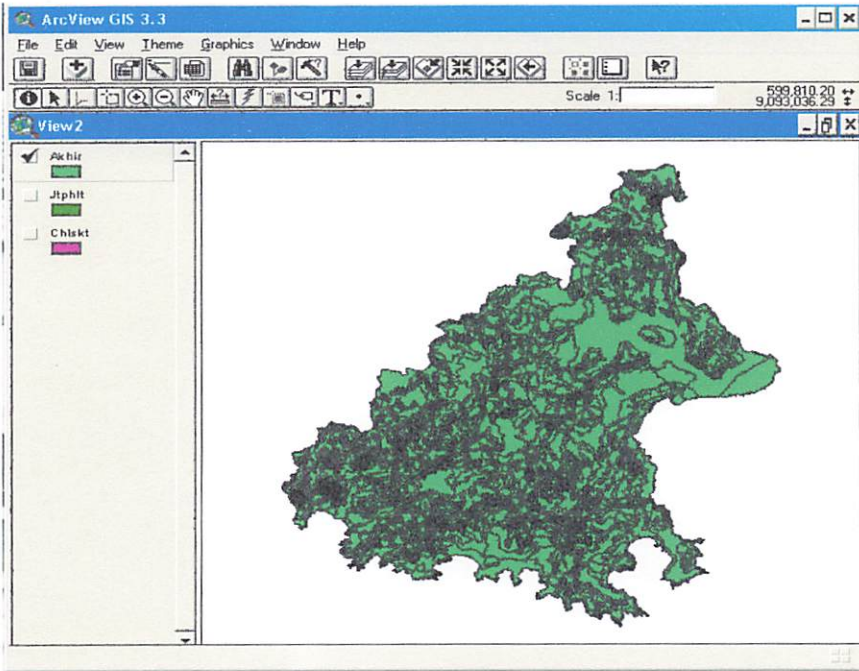 ArcView GIS 3.3
File Edit View Theme Graphics Window Help
Scale 1: 599,810.20
9,093,036.29
View2
Akhir
Jtphlt
Chlskt